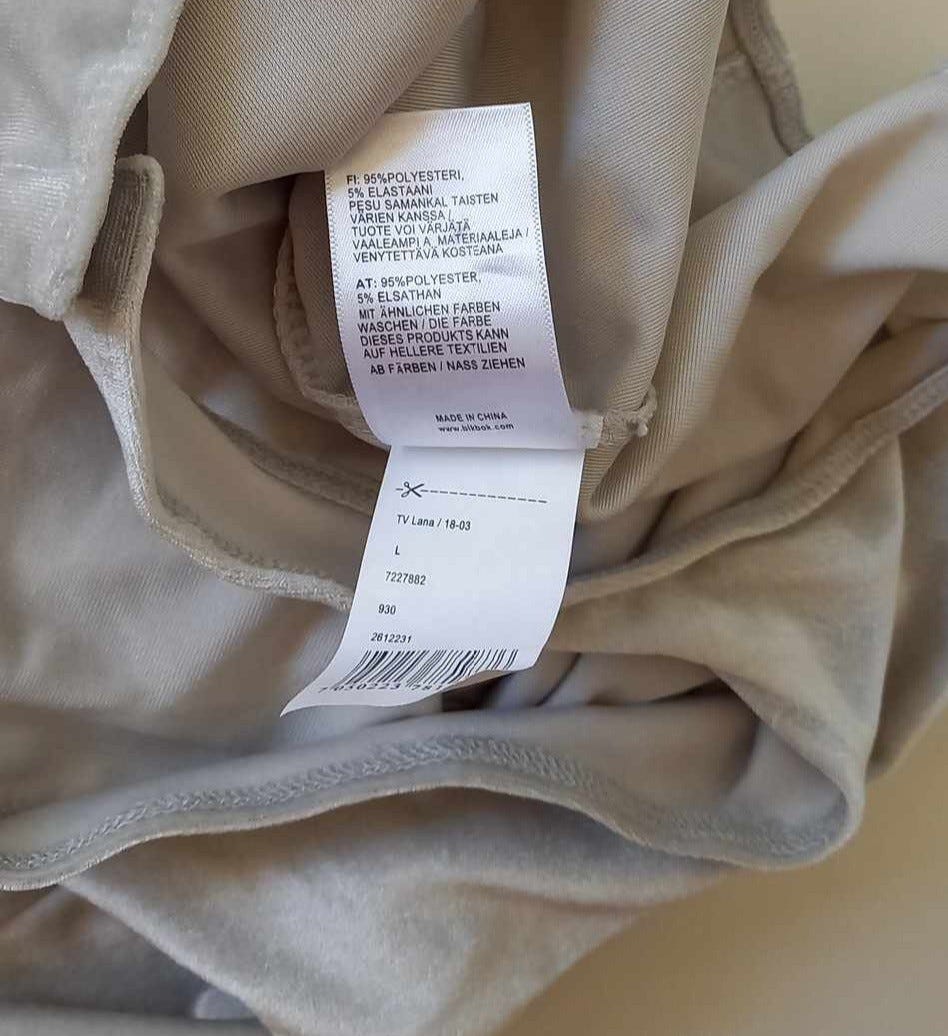 FI: 95%POLYESTERI,
5% ELASTAANI
PESU SAMANKAL TAISTEN
VÄRIEN KANSSA /
TUOTE VOI VÄRJÄTÄ
VAALEAMPI A MATERIAALEJA /
VENYTETTÄVÄ KOSTEANA
AT: 95%POLYESTER,
5% ELSATHAN
MIT ÄHNLICHEN FARBEN
WASCHEN / DIE FARBE
DIESES PRODUKTS KANN
AUF HELLERE TEXTILIEN
AB FÄRBEN / NASS ZIEHEN
MADE IN CHINA
www.bikbok.com
TV Lana / 18-03
L
7227882
930
2612231